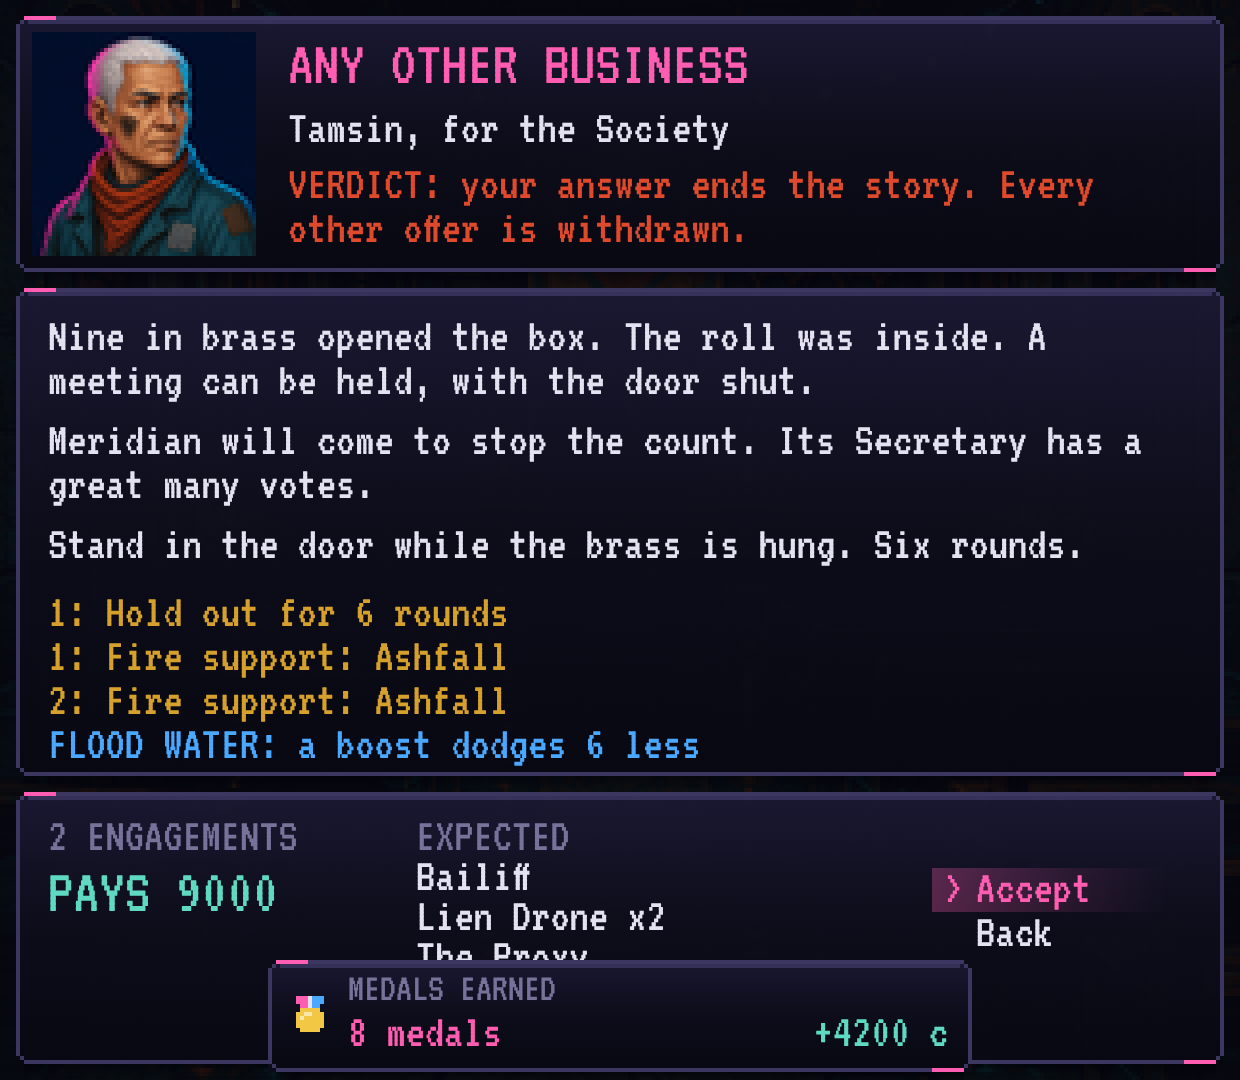 ANY OTHER BUSINESS
Tamsin, for the Society
VERDICT: your answer ends the story. Every
other offer is withdrawn.
Nine in brass opened the box. The roll was inside. A
meeting can be held, with the door shut.
Meridian will come to stop the count. Its Secretary has a
great many votes.
Stand in the door while the brass is hung. Six rounds.
1: Hold out for 6 rounds
1: Fire support: Ashfall
2: Fire support: Ashfall
FLOOD WATER: a boost dodges 6 less
2 ENGAGEMENTS
PAYS 9000
EXPECTED
Bailiff
Lien Drone x2
The Proxy
> Accept
Back
MEDALS EARNED
8 medals
+4200 c